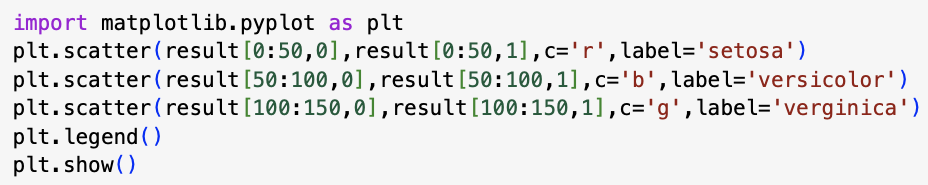 import matplotlib.pyplot as plt
plt.scatter(result[0:50,0],result[0:50,1],c='r',label='setosa')
plt.scatter(result[50:100,0],result[50:100,1],c='b',label='versicolor')
plt.scatter(result[100:150,0],result[100:150,1],c='g',label='verginica')
plt.legend()
plt.show()